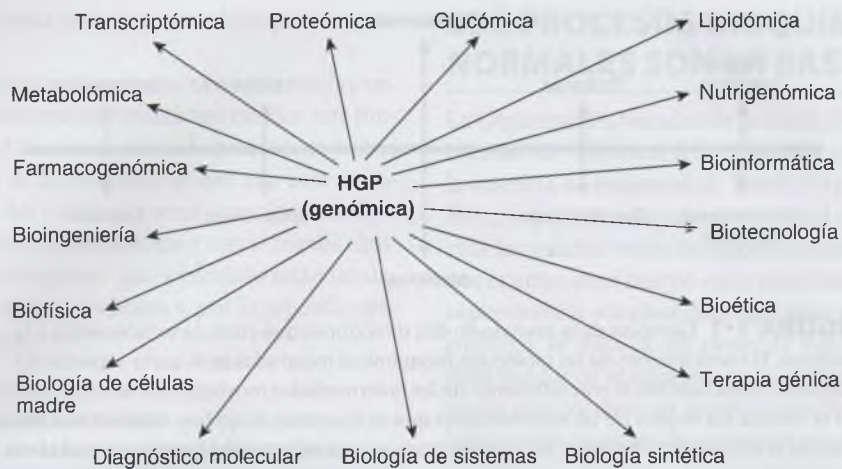 Transcriptómica
Proteómica
Glucómica
Lipidómica
Metabolómica
Nutrigenómica
Farmacogenómica
HGP
(genómica)
Bioinformática
Bioingeniería
Biotecnología
Biofísica
Bioética
Biología de células
madre
Terapia génica
Diagnóstico molecular
Biología de sistemas
Biología sintética